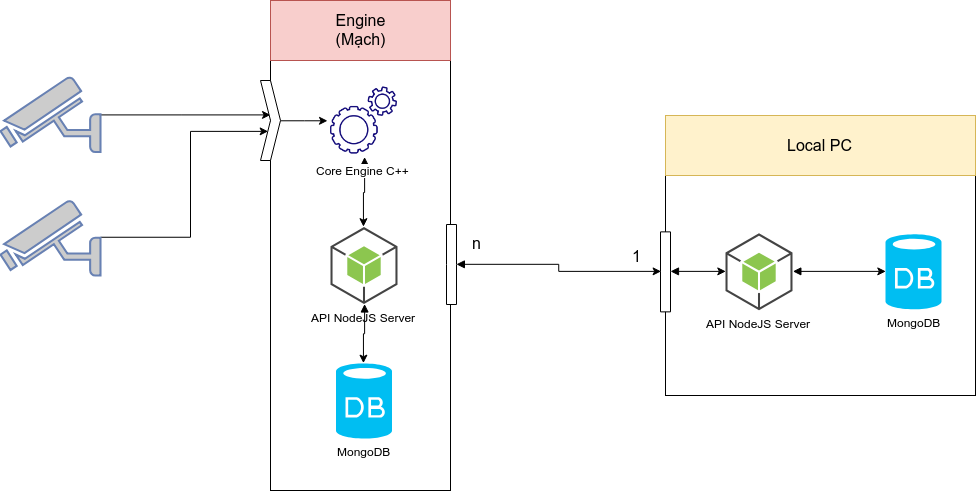 Engine
(Mạch)
Core Engine C++
API NodeJS Server
DB
MongoDB
n
1
Local PC
API NodeJS Server
DB
MongoDB